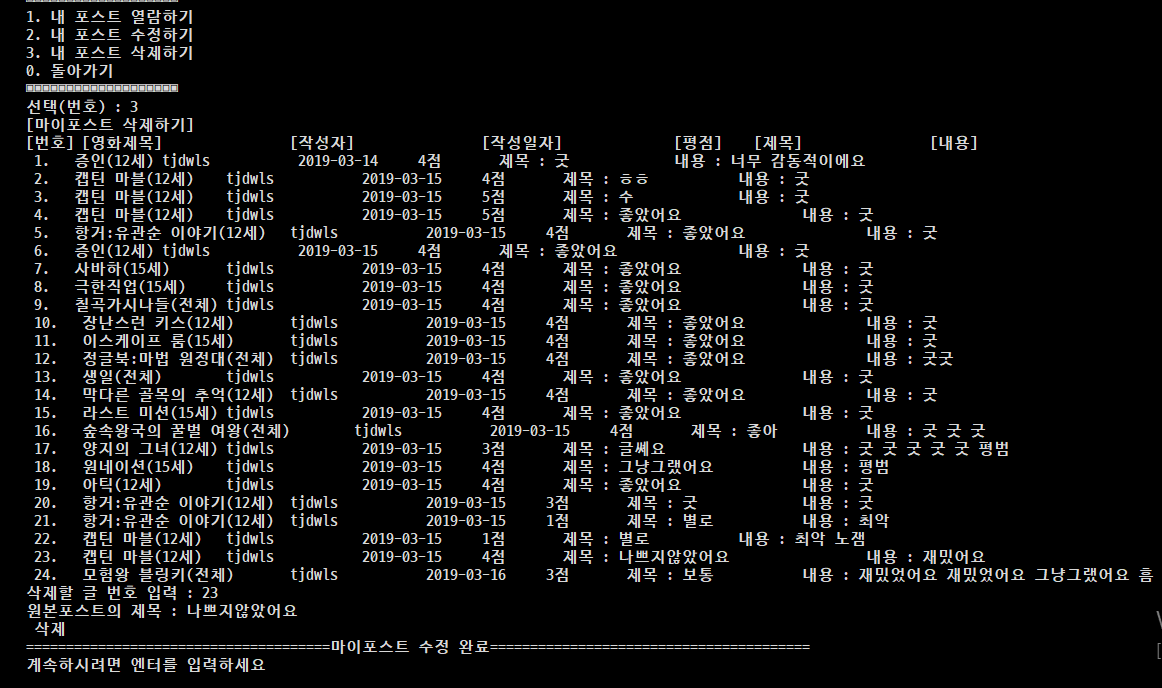 1. 내 포스트 열람하기
2. 내 포스트 수정하기
3. 내 포스트 삭제하기
0. 돌아가기
▣▣▣▣▣▣▣▣▣▣▣▣▣▣▣▣▣▣▣
선택(번호) : 3
[마이포스트 삭제하기]
[번호] [영화제목] [작성자] [작성일자] [평점] [제목] [내용]
1. 증인(12세) tjdwls 2019-03-14 4점 제목 : 굿 내용 : 너무 감동적이에요
2. 캡틴 마블(12세) tjdwls 2019-03-15 4점 제목 : ㅎㅎ 내용 : 굿
3. 캡틴 마블(12세) tjdwls 2019-03-15 5점 제목 : 수 내용 : 굿
4. 캡틴 마블(12세) tjdwls 2019-03-15 5점 제목 : 좋았어요 내용 : 굿
5. 항거:유관순 이야기(12세) tjdwls 2019-03-15 4점 제목 : 좋았어요 내용 : 굿
6. 증인(12세) tjdwls 2019-03-15 4점 제목 : 좋았어요 내용 : 굿
7. 사바하(15세) tjdwls 2019-03-15 4점 제목 : 좋았어요 내용 : 굿
8. 극한직업(15세) tjdwls 2019-03-15 4점 제목 : 좋았어요 내용 : 굿
9. 칠곡가시나들(전체) tjdwls 2019-03-15 4점 제목 : 좋았어요 내용 : 굿
10. 장난스런 키스(12세) tjdwls 2019-03-15 4점 제목 : 좋았어요 내용 : 굿
11. 이스케이프 룸(15세) tjdwls 2019-03-15 4점 제목 : 좋았어요 내용 : 굿
12. 정글북:마법 원정대(전체) tjdwls 2019-03-15 4점 제목 : 좋았어요 내용 : 굿굿
13. 생일(전체) tjdwls 2019-03-15 4점 제목 : 좋았어요 내용 : 굿
14. 막다른 골목의 추억(12세) tjdwls 2019-03-15 4점 제목 : 좋았어요 내용 : 굿
15. 라스트 미션(15세) tjdwls 2019-03-15 4점 제목 : 좋았어요 내용 : 굿
16. 숲속왕국의 꿀벌 여왕(전체) tjdwls 2019-03-15 4점 제목 : 좋아 내용 : 굿 굿 굿
17. 양지의 그녀(12세) tjdwls 2019-03-15 3점 제목 : 글쎄요 내용 : 굿 굿 굿 굿 굿 평범
18. 원네이션(15세) tjdwls 2019-03-15 4점 제목 : 그냥그랬어요 내용 : 평범
19. 아틱(12세) tjdwls 2019-03-15 4점 제목 : 좋았어요 내용 : 굿
20. 항거:유관순 이야기(12세) tjdwls 2019-03-15 3점 제목 : 굿 내용 : 굿
21. 항거:유관순 이야기(12세) tjdwls 2019-03-15 1점 제목 : 별로 내용 : 최악
22. 캡틴 마블(12세) tjdwls 2019-03-15 1점 제목 : 별로 내용 : 최악 노잼
23. 캡틴 마블(12세) tjdwls 2019-03-15 4점 제목 : 나쁘지않았어요 내용 : 재밌어요
24. 모험왕 블링키(전체) tjdwls 2019-03-16 3점 제목 : 보통 내용 : 재밌었어요 재밌었어요 그냥그랬어요 흠
삭제할 글 번호 입력 : 23
원본포스트의 제목 : 나쁘지않았어요
삭제
======================================마이포스트 수정 완료========================================
계속하시려면 엔터를 입력하세요